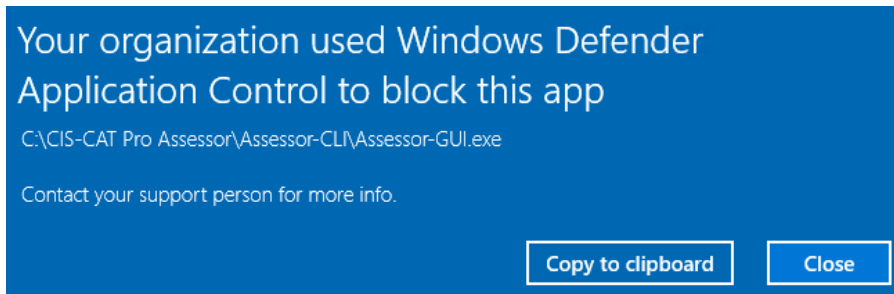 Your organization used Windows Defender
Application Control to block this app
C:\CIS-CAT Pro Assessor\Assessor-CLI\Assessor-GUI.exe
Contact your support person for more info.
Copy to clipboard
Close